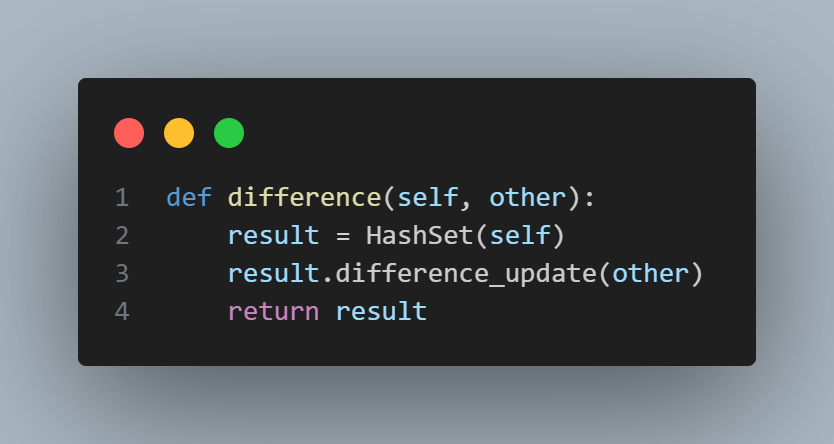 1 def difference(self, other):
2     result = HashSet(self)
3     result.difference_update(other)
4     return result